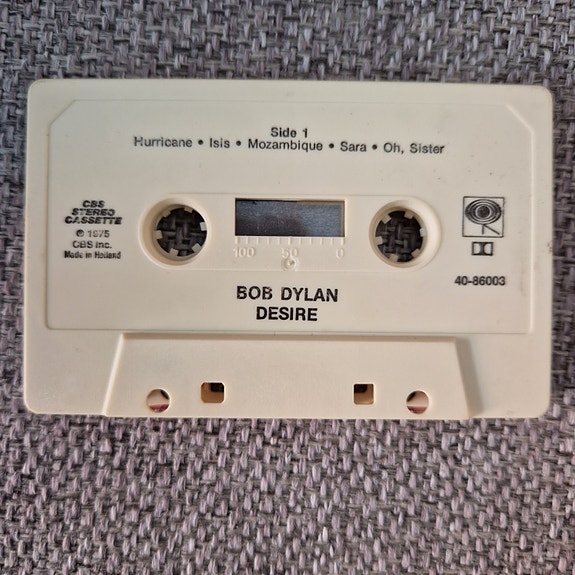 Side 1
Hurricane • Isis • Mozambique • Sara • Oh, Sister
CBS
STEREO
CASSETTE
℗ 1975
CBS Inc.
Made in Holland
100 50 0
40-86003
BOB DYLAN
DESIRE